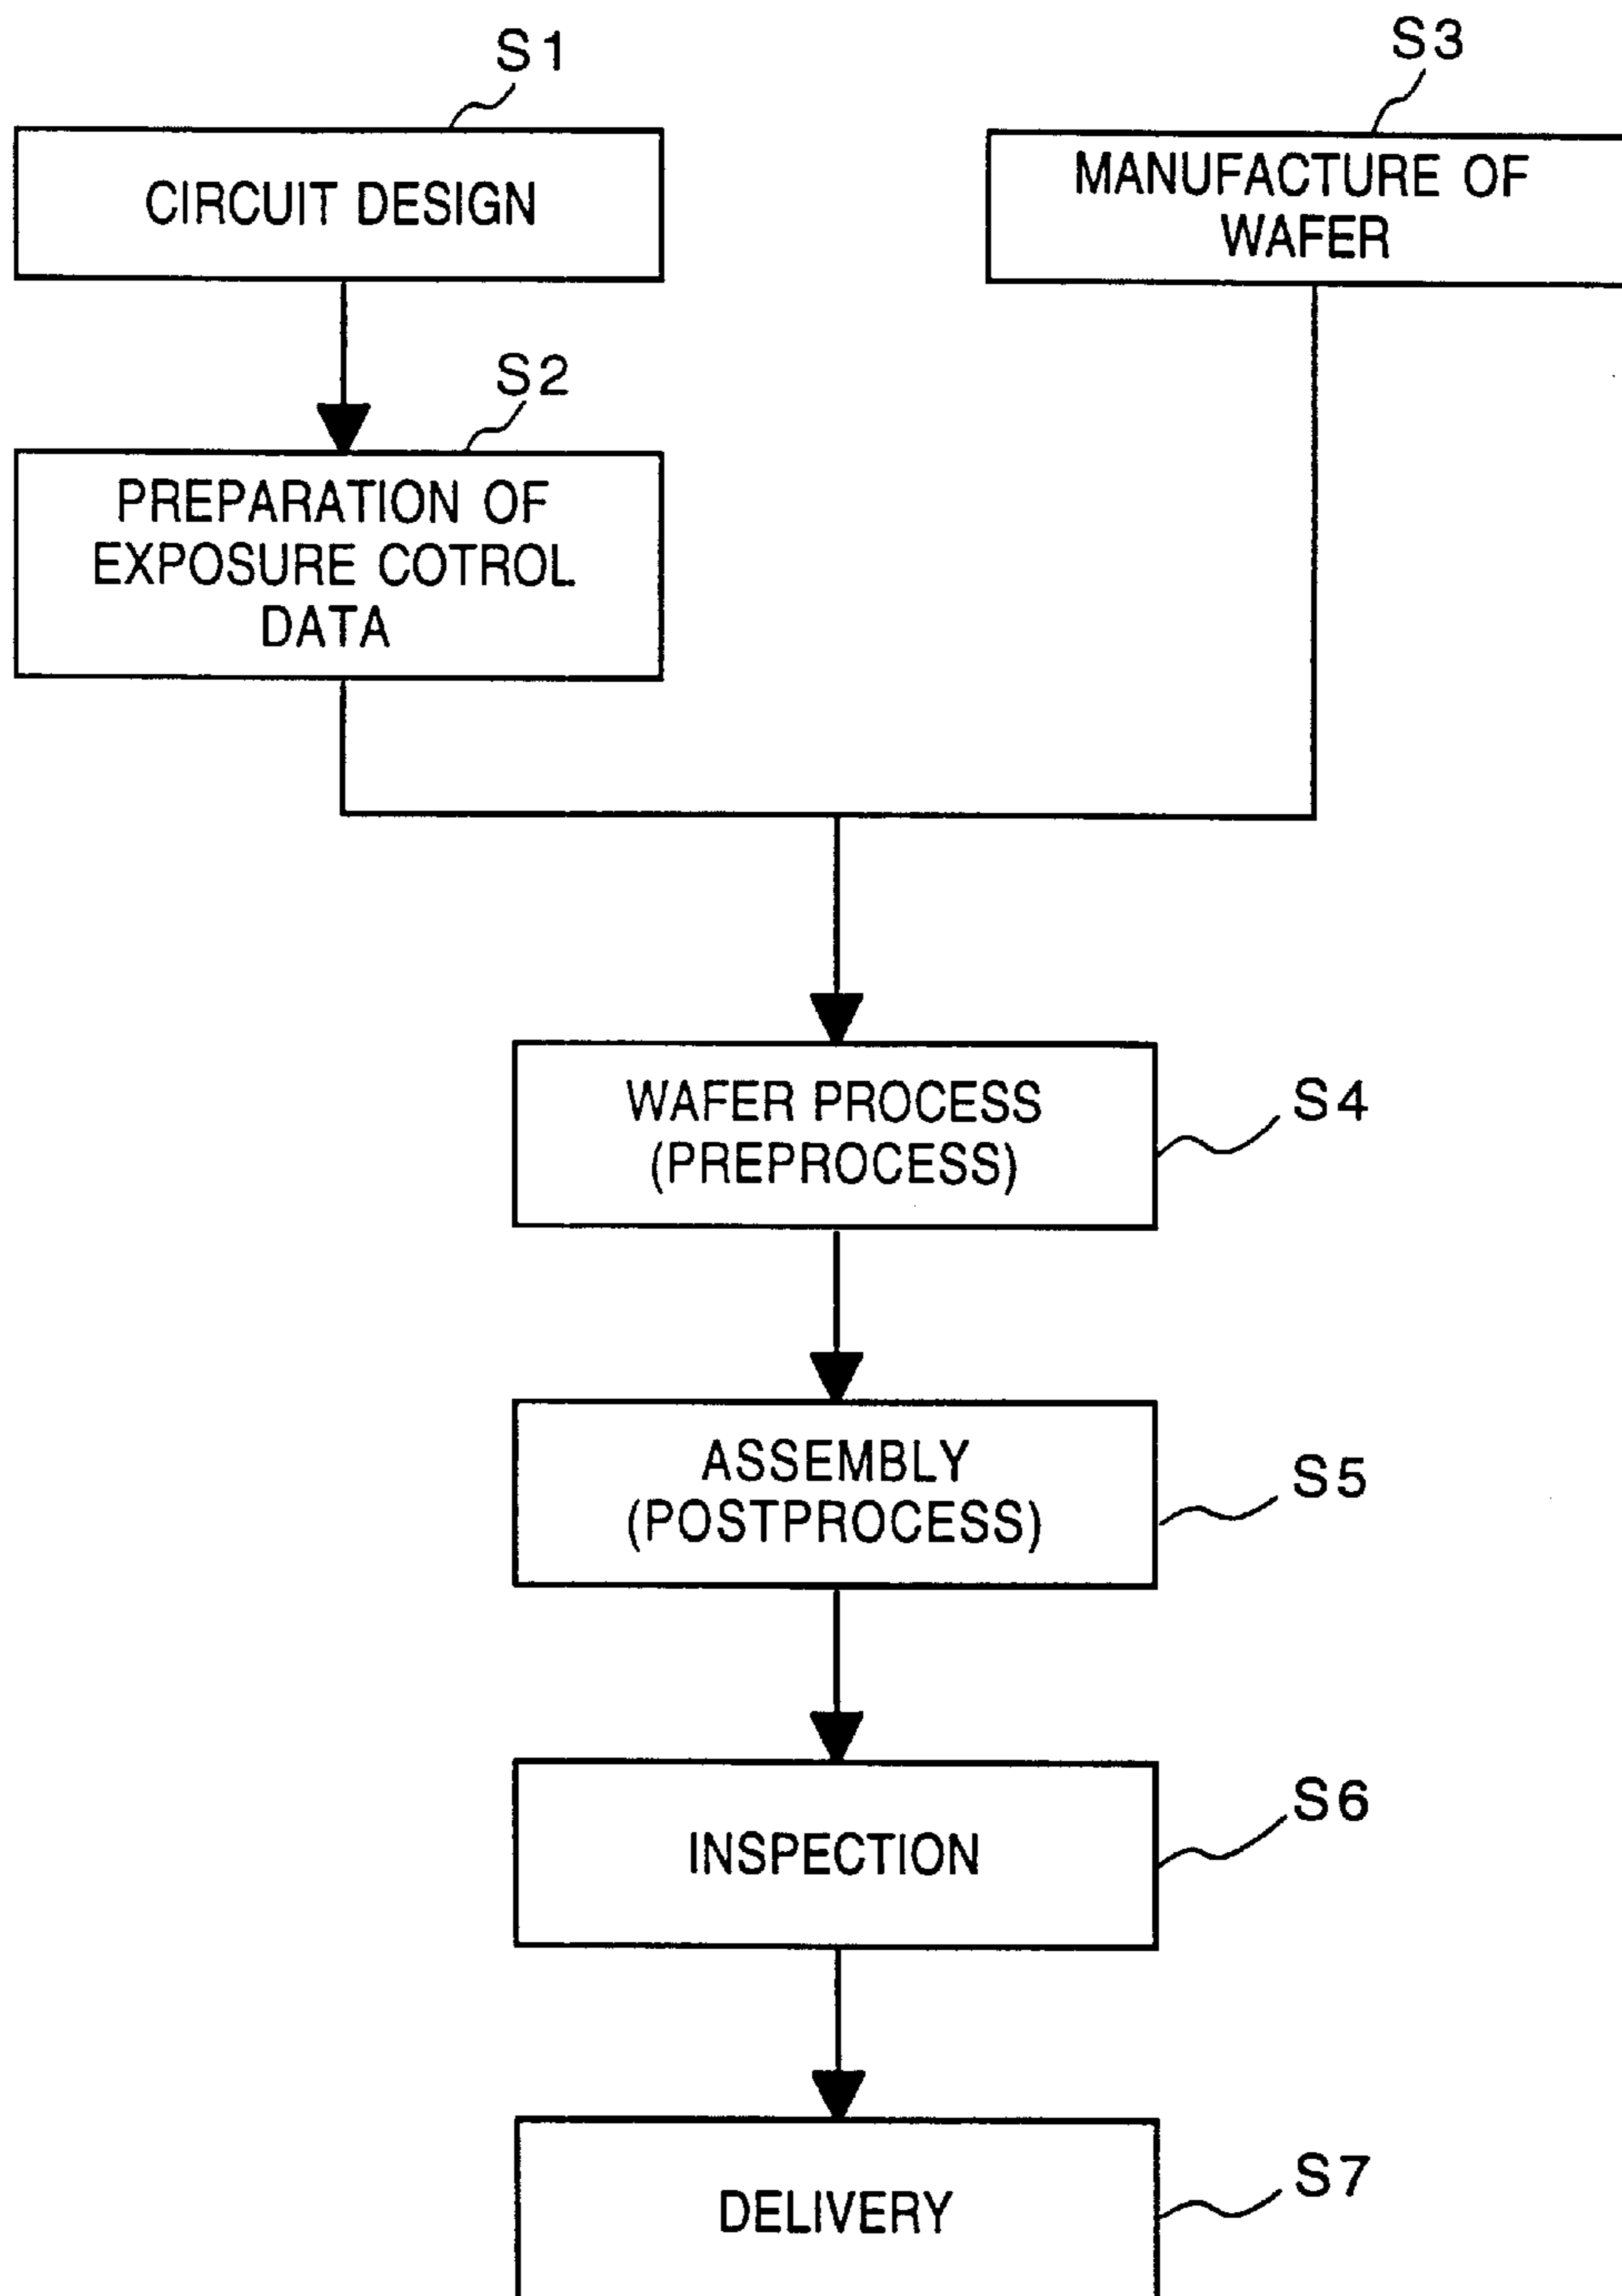 S1
CIRCUIT DESIGN
S3
MANUFACTURE OF
WAFER
S2
PREPARATION OF
EXPOSURE COTROL
DATA
WAFER PROCESS
(PREPROCESS)
S4
ASSEMBLY
(POSTPROCESS)
S5
INSPECTION
S6
DELIVERY
S7